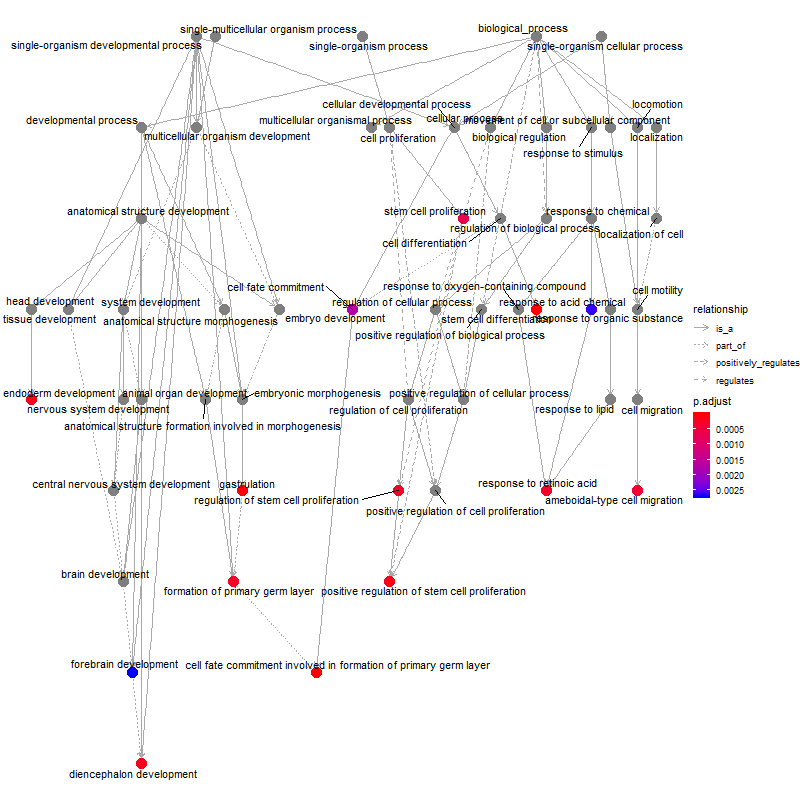 single-multicellular organism process
biological_process
single-organism developmental process
single-organism process
single-organism cellular process
cellular developmental process
locomotion
developmental process
multicellular organismal process
cellular process
movement of cell or subcellular component
multicellular organism development
cell proliferation
biological regulation
localization
response to stimulus
anatomical structure development
stem cell proliferation
response to chemical
regulation of biological process
localization of cell
cell differentiation
cell fate commitment
response to oxygen-containing compound
cell motility
head development
system development
regulation of cellular process
response to acid chemical
relationship
tissue development
anatomical structure morphogenesis
embryo development
stem cell differentiation
response to organic substance
is_a
positive regulation of biological process
part_of
positively_regulates
regulates
endoderm development
animal organ development
embryonic morphogenesis
positive regulation of cellular process
p.adjust
nervous system development
regulation of cell proliferation
response to lipid
cell migration
anatomical structure formation involved in morphogenesis
0.0005
0.0010
0.0015
0.0020
0.0025
central nervous system development
gastrulation
response to retinoic acid
regulation of stem cell proliferation
ameboidal-type cell migration
positive regulation of cell proliferation
brain development
formation of primary germ layer
positive regulation of stem cell proliferation
forebrain development
cell fate commitment involved in formation of primary germ layer
diencephalon development